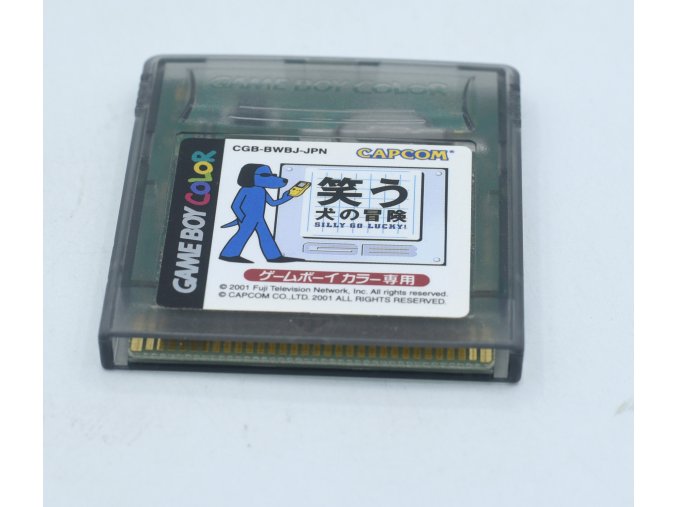 GAME BOY COLOR
CGB-BWBJ-JPN
CAPCOM
GAME BOY COLOR
笑う
犬の冒険
SILLY GO LUCKY!
GB
ゲームボーイカラー専用
© 2001 Fuji Television Network, Inc. All rights reserved.
© CAPCOM CO.,LTD. 2001 ALL RIGHTS RESERVED.